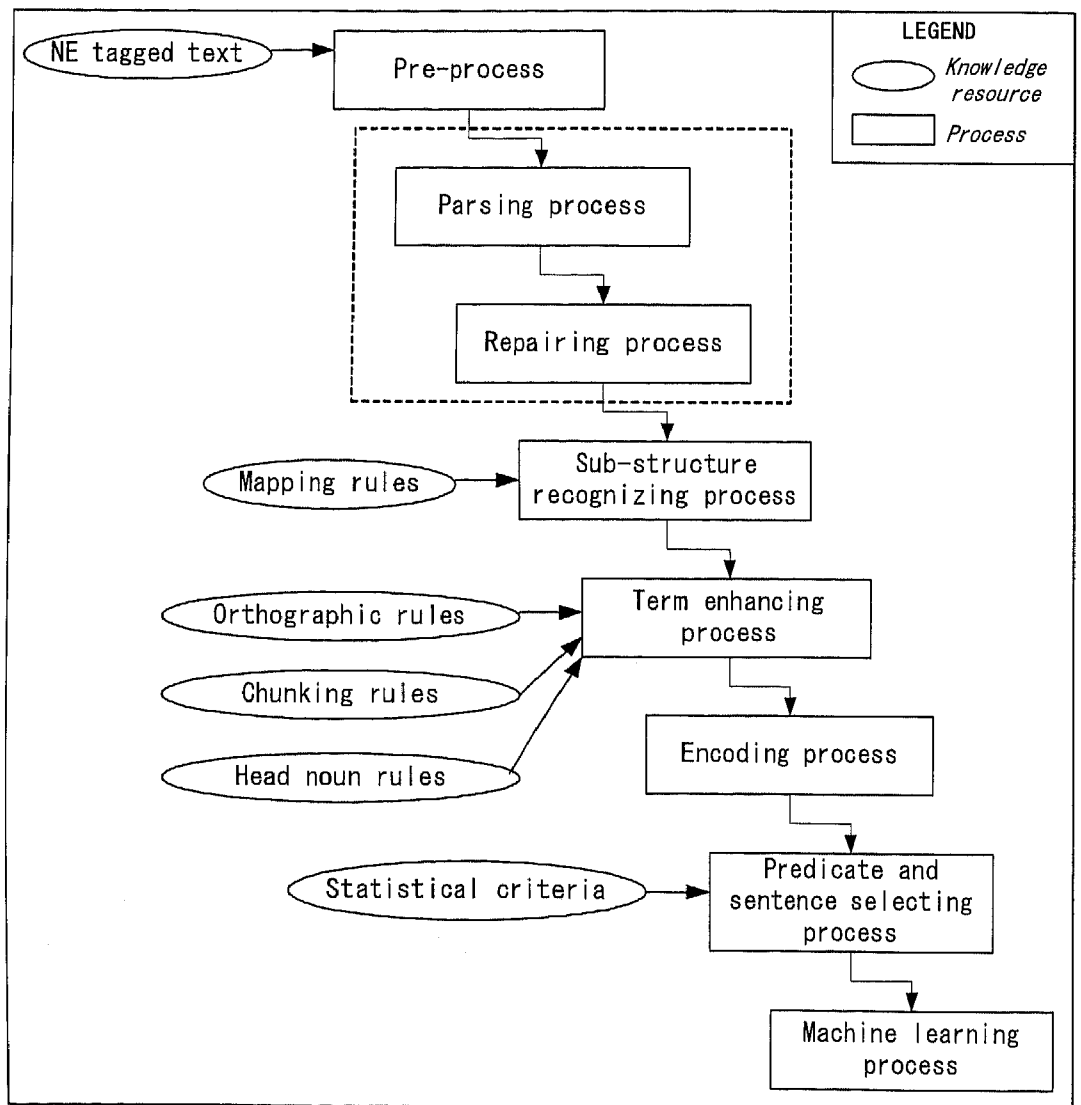 NE tagged text
Pre-process
LEGEND
Knowledge
resource
Process
Parsing process
Repairing process
Mapping rules
Sub-structure
recognizing process
Orthographic rules
Term enhancing
process
Chunking rules
Head noun rules
Encoding process
Statistical criteria
Predicate and
sentence selecting
process
Machine learning
process